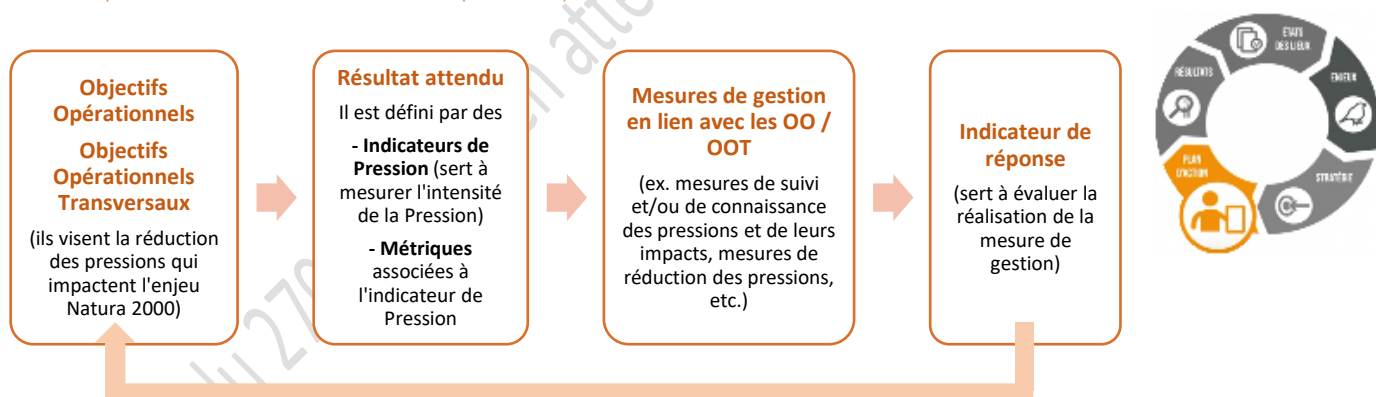 Objectifs
Opérationnels
Objectifs
Opérationnels
Transversaux
(ils visent la réduction
des pressions qui
impactent l'enjeu
Natura 2000)
Résultat attendu
Il est défini par des
- Indicateurs de
Pression (sert à
mesurer l'intensité
de la Pression)
- Métriques
associées à
l'indicateur de
Pression
Mesures de gestion
en lien avec les OO /
OOT
(ex. mesures de suivi
et/ou de connaissance
des pressions et de leurs
impacts, mesures de
réduction des pressions,
etc.)
Indicateur de
réponse
(sert à évaluer la
réalisation de la
mesure de
gestion)
ETATS
DES LIEUX
ENJEUX
STRATÉGIE
PLAN
D'ACTION
RÉSULTATS